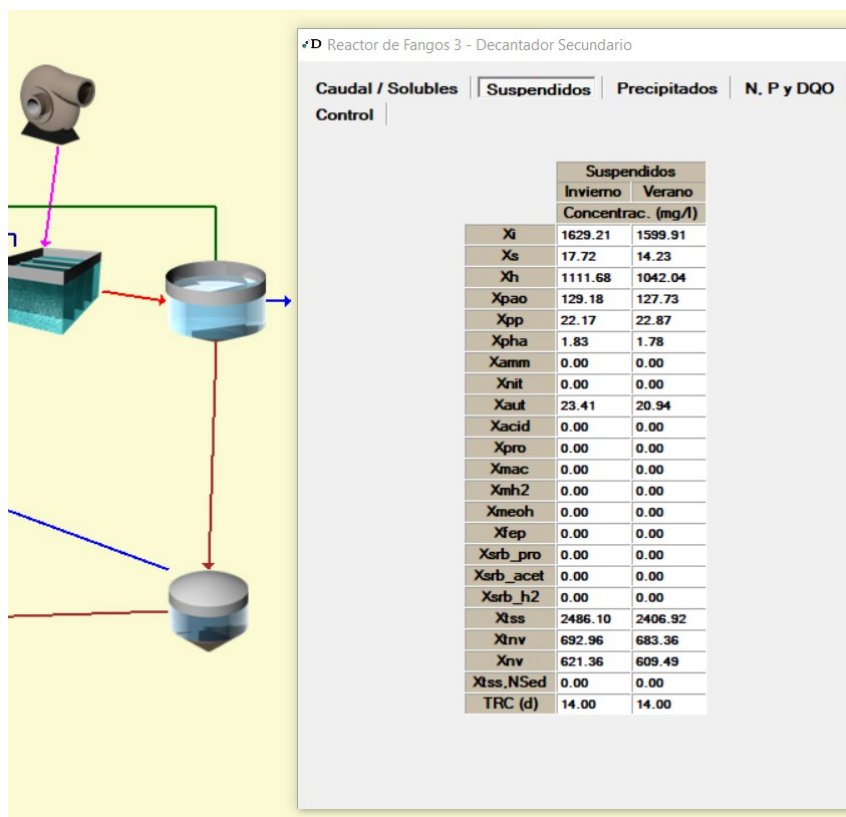 D Reactor de Fangos 3 - Decantador Secundario
Caudal / Solubles Suspendidos Precipitados N, P y DQO
Control
Suspendidos
Invierno Verano
Concentrac. (mg/l)
Xi 1629.21 1599.91
Xs 17.72 14.23
Xh 1111.68 1042.04
Xpao 129.18 127.73
Xpp 22.17 22.87
Xpha 1.83 1.78
Xamm 0.00 0.00
Xnit 0.00 0.00
Xaut 23.41 20.94
Xacid 0.00 0.00
Xpro 0.00 0.00
Xmac 0.00 0.00
Xmh2 0.00 0.00
Xmeoh 0.00 0.00
Xfep 0.00 0.00
Xsrb_pro 0.00 0.00
Xsrb_acet 0.00 0.00
Xsrb_h2 0.00 0.00
Xtss 2486.10 2406.92
Xtnv 692.96 683.36
Xnv 621.36 609.49
Xtss,NSed 0.00 0.00
TRC (d) 14.00 14.00